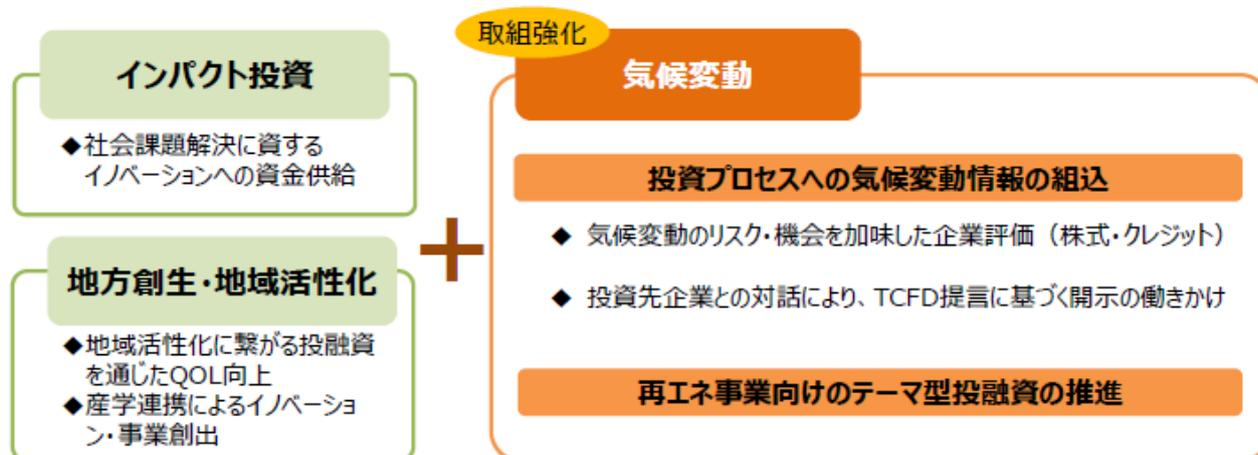 インパクト投資
◆社会課題解決に資する
イノベーションへの資金供給
地方創生・地域活性化
◆地域活性化に繋がる投融資
を通じたQOL向上
◆産学連携によるイノベーショ
ン・事業創出
+
取組強化
気候変動
投資プロセスへの気候変動情報の組込
◆ 気候変動のリスク・機会を加味した企業評価（株式・クレジット）
◆ 投資先企業との対話により、TCFD提言に基づく開示の働きかけ
再エネ事業向けのテーマ型投融資の推進